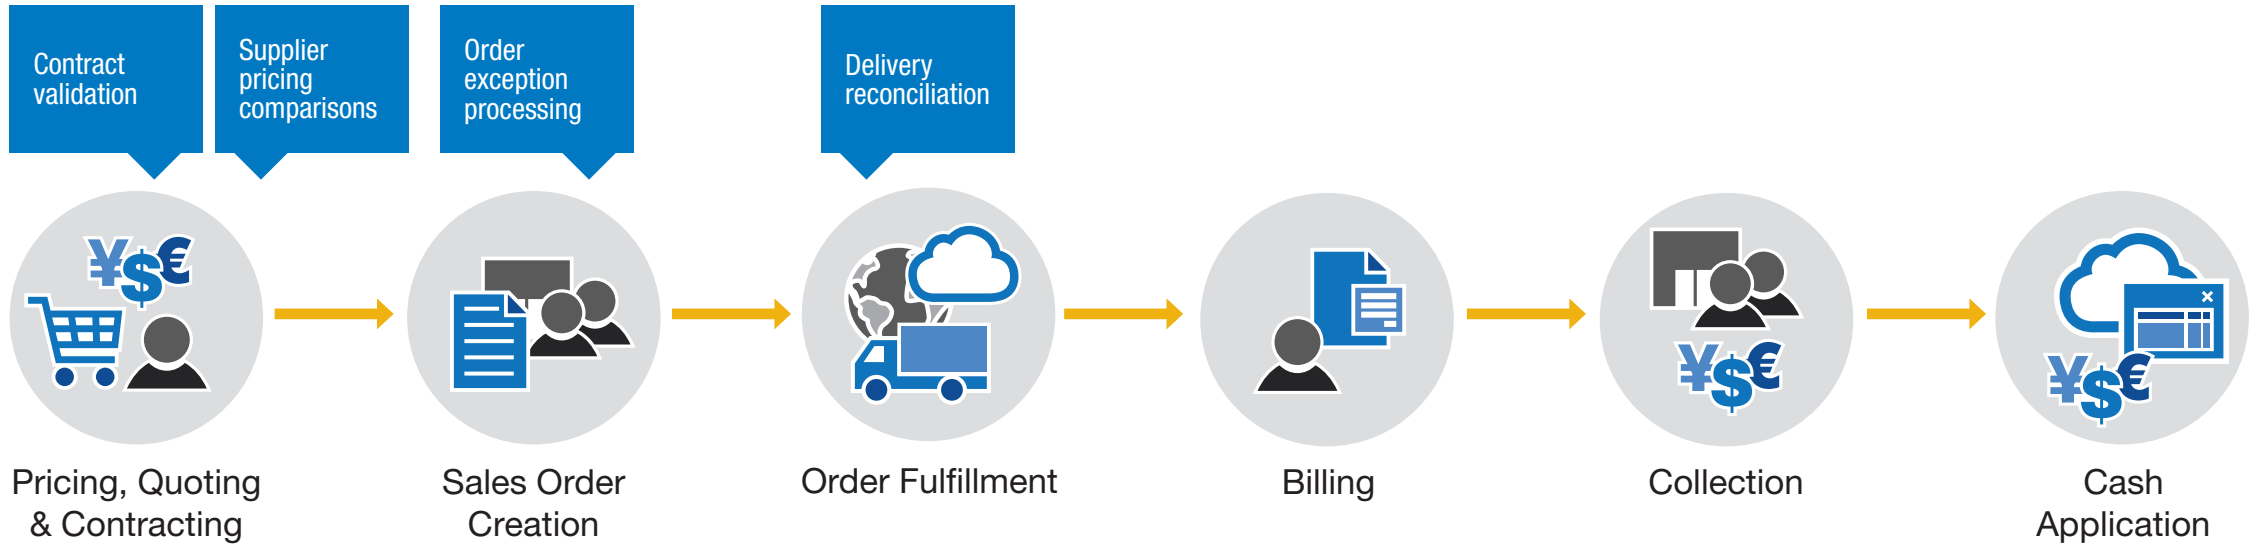 Contract
validation
Supplier
pricing
comparisons
Order
exception
processing
Delivery
reconciliation
¥$€
¥$€
¥$€
Pricing, Quoting
& Contracting
Sales Order
Creation
Order Fulfillment
Billing
Collection
Cash
Application